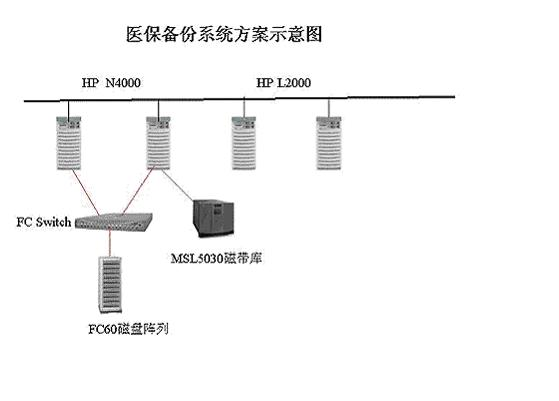 医保备份系统方案示意图
HP N4000
HP L2000
FC Switch
MSL5030磁带库
FC60磁盘阵列